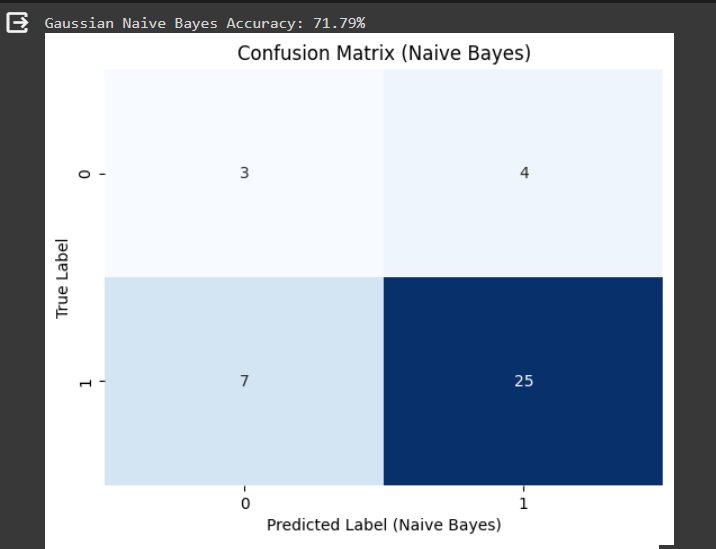 Gaussian Naive Bayes Accuracy: 71.79%
Confusion Matrix (Naive Bayes)
True Label
0
3
4
1
7
25
0
1
Predicted Label (Naive Bayes)